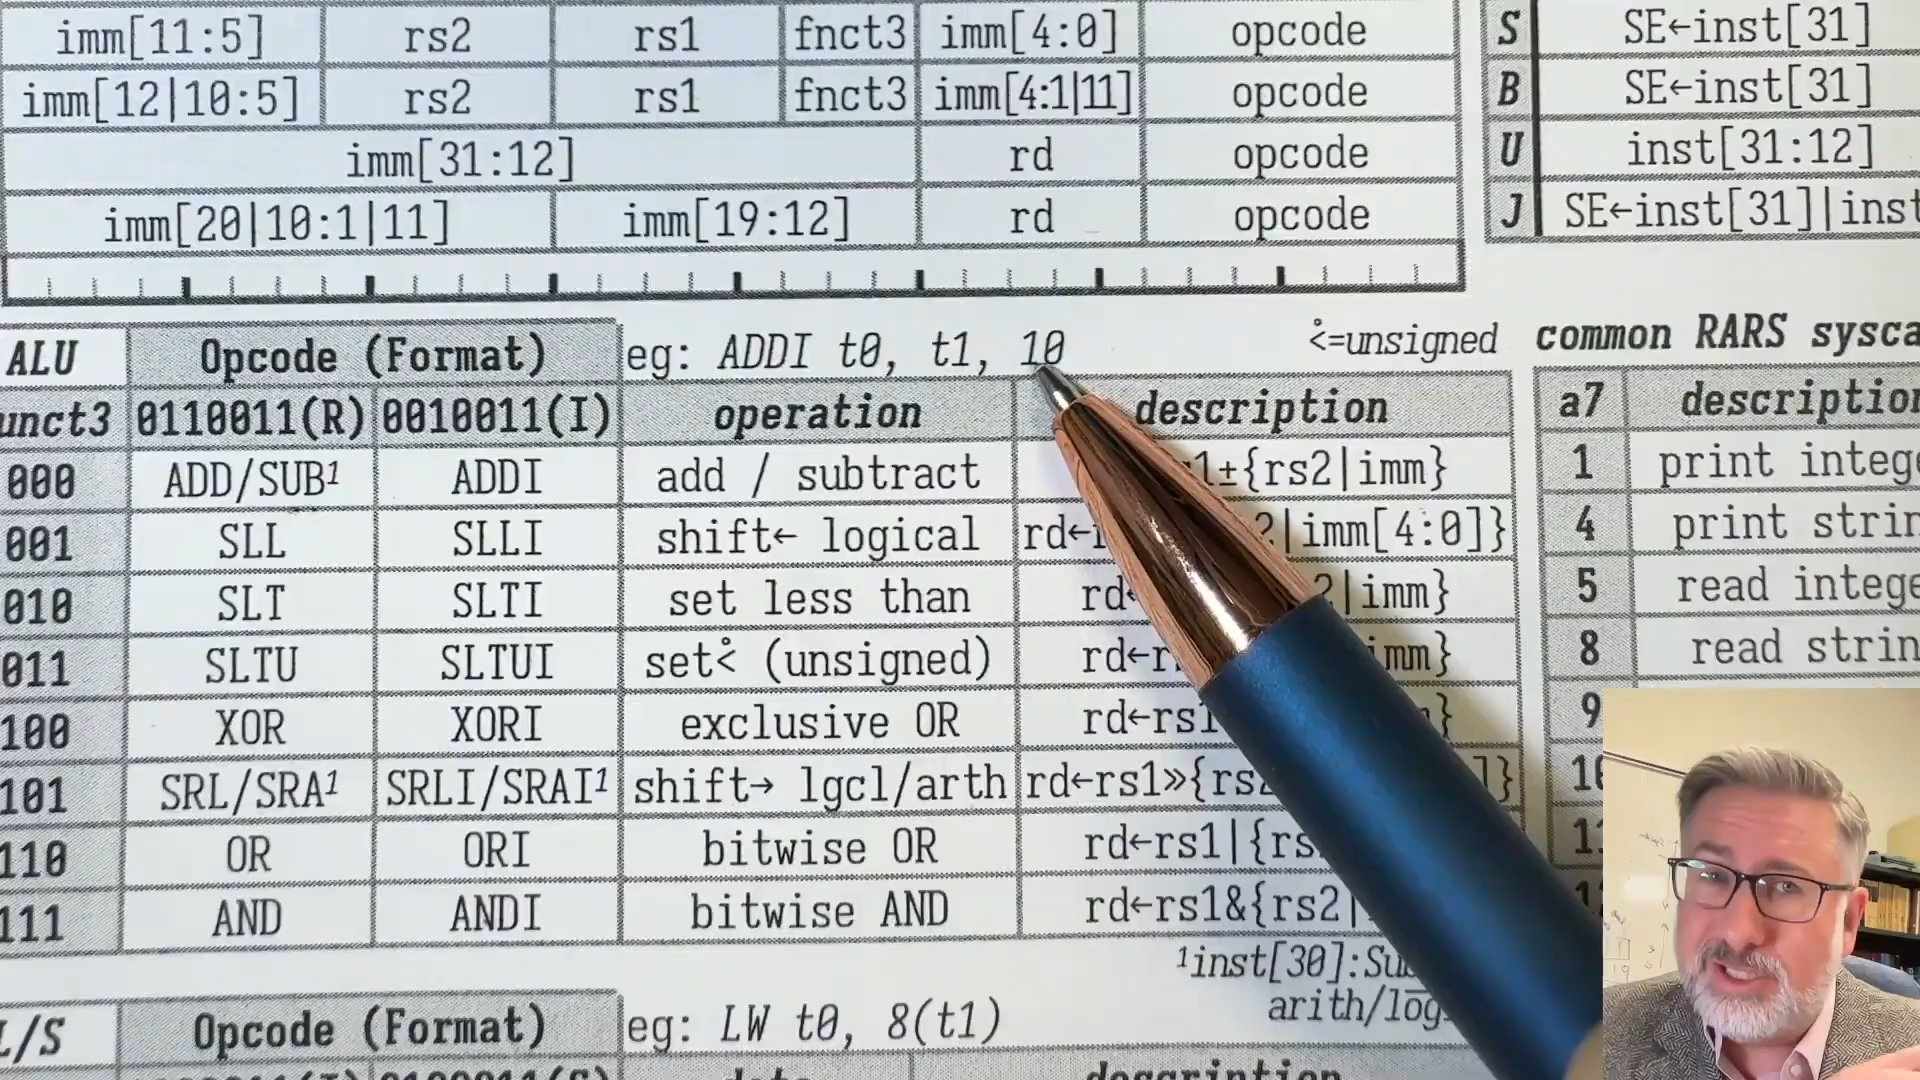 imm[11:5] rs2 rs1 fnct3 imm[4:0] opcode
imm[12|10:5] rs2 rs1 fnct3 imm[4:1|11] opcode
imm[31:12] rd opcode
imm[20|10:1|11] imm[19:12] rd opcode
S SE←inst[31]
B SE←inst[31]
U inst[31:12]
J SE←inst[31]|inst
ALU Opcode (Format) eg: ADDI t0, t1, 10 <̊=unsigned
unct3 0110011(R) 0010011(I) operation description
000 ADD/SUB¹ ADDI add / subtract 1±{rs2|imm}
001 SLL SLLI shift← logical rd← |imm[4:0]}
010 SLT SLTI set less than rd← |imm}
011 SLTU SLTUI set<̊ (unsigned) rd←r imm}
100 XOR XORI exclusive OR rd←rs1 }
101 SRL/SRA¹ SRLI/SRAI¹ shift→ lgcl/arth rd←rs1»{rs ]}
110 OR ORI bitwise OR rd←rs1|{rs
111 AND ANDI bitwise AND rd←rs1&{rs2|
¹inst[30]:Su
arith/log
common RARS sysca
a7 description
1 print intege
4 print strin
5 read intege
8 read strin
9
L/S Opcode (Format) eg: LW t0, 8(t1)